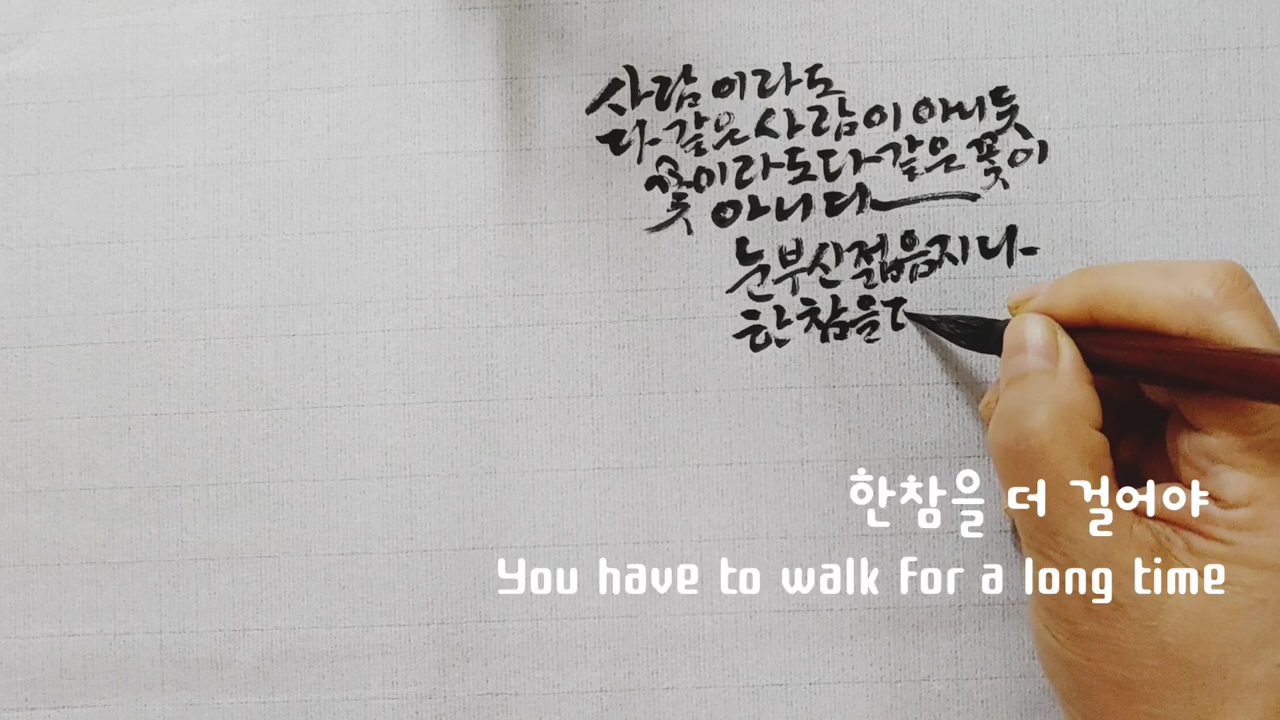 사람이라도
다 같은 사람이 아니듯
꽃이라도 다 같은 꽃이
아니다
눈부신 젊음 지나
한참을 ㄷ
한참을 더 걸어야
You have to walk for a long time